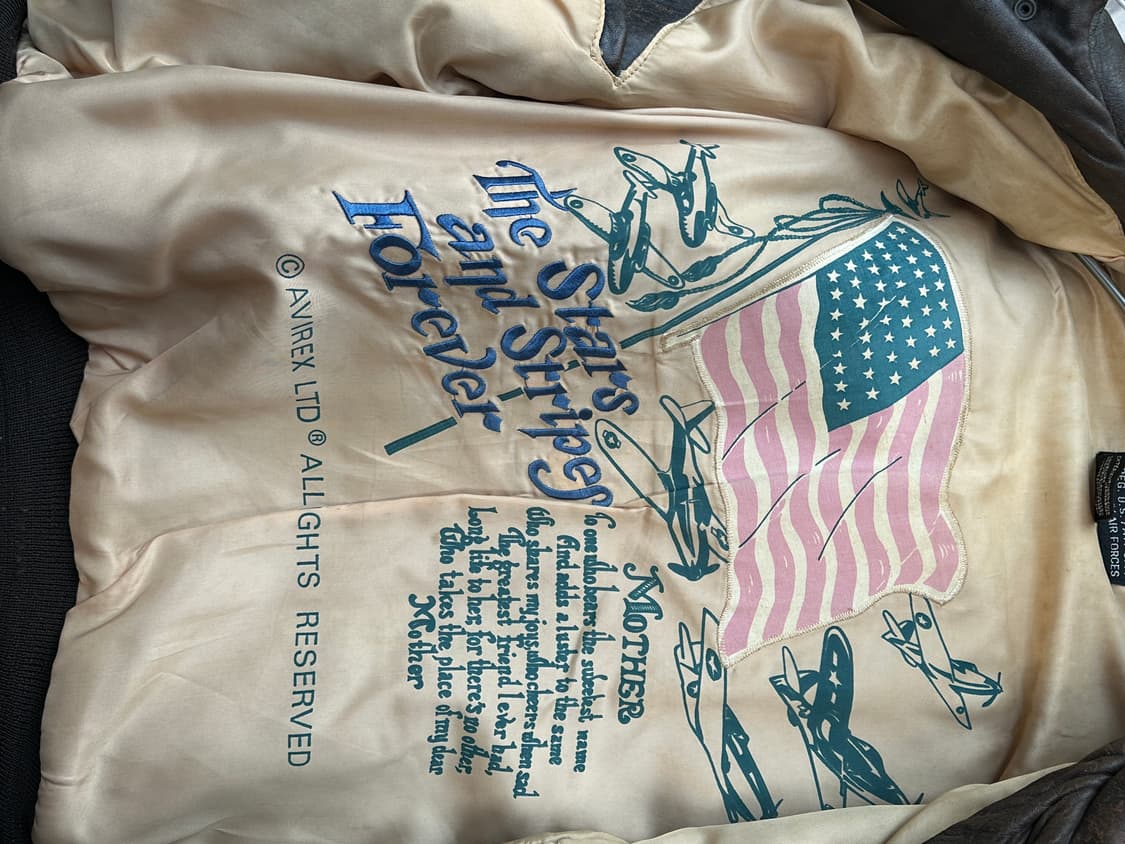 The Stars
and Stripes
Forever
MOTHER
To one who bears the sweetest name
And adds a luster to the same
Who shares my joys, who cheers when sad
The greatest friend I ever had,
Long life to her, for there's no other,
Who takes the place of my dear
Mother
© AVIREX LTD ® ALL RIGHTS RESERVED
AIR FORCES